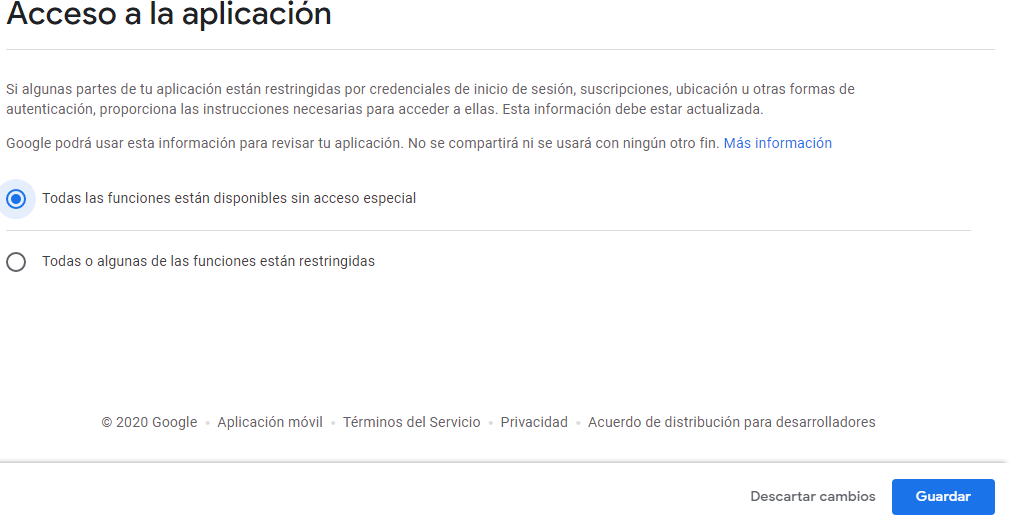 Acceso a la aplicación
Si algunas partes de tu aplicación están restringidas por credenciales de inicio de sesión, suscripciones, ubicación u otras formas de
autenticación, proporciona las instrucciones necesarias para acceder a ellas. Esta información debe estar actualizada.
Google podrá usar esta información para revisar tu aplicación. No se compartirá ni se usará con ningún otro fin. Más información
Todas las funciones están disponibles sin acceso especial
Todas o algunas de las funciones están restringidas
© 2020 Google • Aplicación móvil • Términos del Servicio • Privacidad • Acuerdo de distribución para desarrolladores
Descartar cambios Guardar